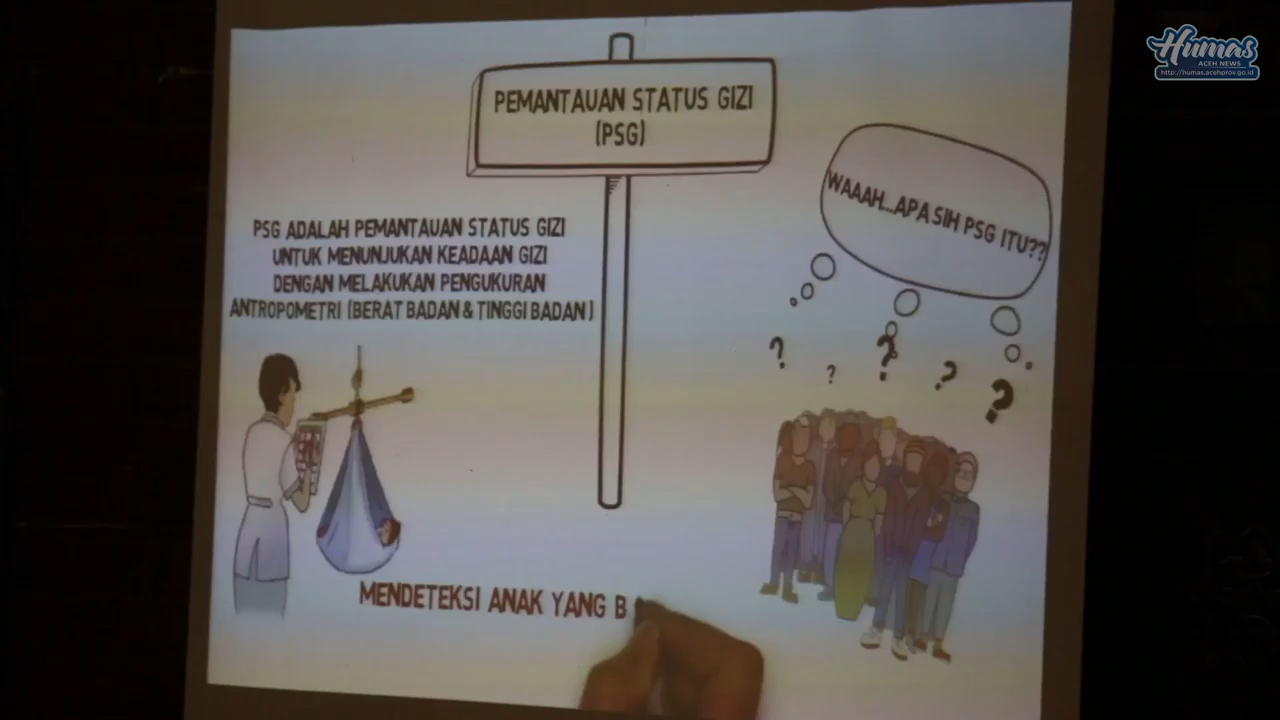 Humas
ACEH NEWS
http://humas.acehprov.go.id
PEMANTAUAN STATUS GIZI
(PSG)
WAAAH...APA SIH PSG ITU??
PSG ADALAH PEMANTAUAN STATUS GIZI
UNTUK MENUNJUKAN KEADAAN GIZI
DENGAN MELAKUKAN PENGUKURAN
ANTROPOMETRI (BERAT BADAN & TINGGI BADAN)
? ? ? ? ?
MENDETEKSI ANAK YANG B